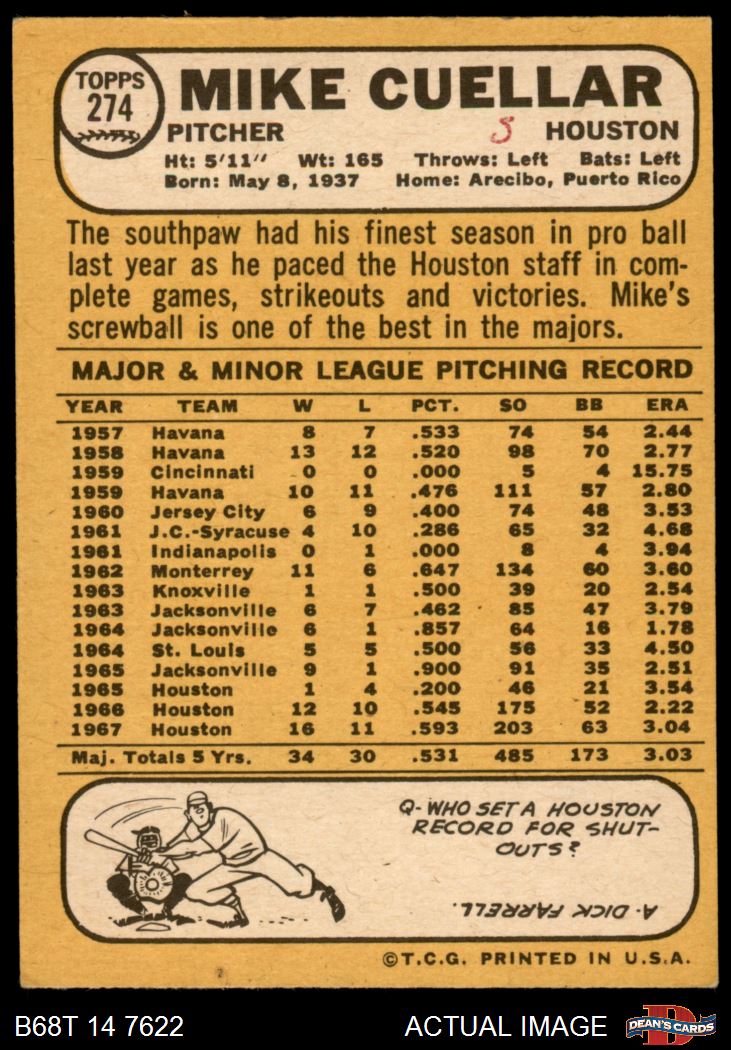 TOPPS
274
MIKE CUELLAR
PITCHER 5 HOUSTON
Ht: 5'11" Wt: 165 Throws: Left Bats: Left
Born: May 8, 1937 Home: Arecibo, Puerto Rico
The southpaw had his finest season in pro ball
last year as he paced the Houston staff in com-
plete games, strikeouts and victories. Mike's
screwball is one of the best in the majors.
MAJOR & MINOR LEAGUE PITCHING RECORD
YEAR TEAM W L PCT. SO BB ERA
1957 Havana 8 7 .533 74 54 2.44
1958 Havana 13 12 .520 98 70 2.77
1959 Cincinnati 0 0 .000 5 4 15.75
1959 Havana 10 11 .476 111 57 2.80
1960 Jersey City 6 9 .400 74 48 3.53
1961 J.C.-Syracuse 4 10 .286 65 32 4.68
1961 Indianapolis 0 1 .000 8 4 3.94
1962 Monterrey 11 6 .647 134 60 3.60
1963 Knoxville 1 1 .500 39 20 2.54
1963 Jacksonville 6 7 .462 85 47 3.79
1964 Jacksonville 6 1 .857 64 16 1.78
1964 St. Louis 5 5 .500 56 33 4.50
1965 Jacksonville 9 1 .900 91 35 2.51
1965 Houston 1 4 .200 46 21 3.54
1966 Houston 12 10 .545 175 52 2.22
1967 Houston 16 11 .593 203 63 3.04
Maj. Totals 5 Yrs. 34 30 .531 485 173 3.03
Q- WHO SET A HOUSTON
RECORD FOR SHUT-
OUTS?
A- DICK FARRELL.
©T.C.G. PRINTED IN U.S.A.
B68T 14 7622 ACTUAL IMAGE DEAN'S CARDS